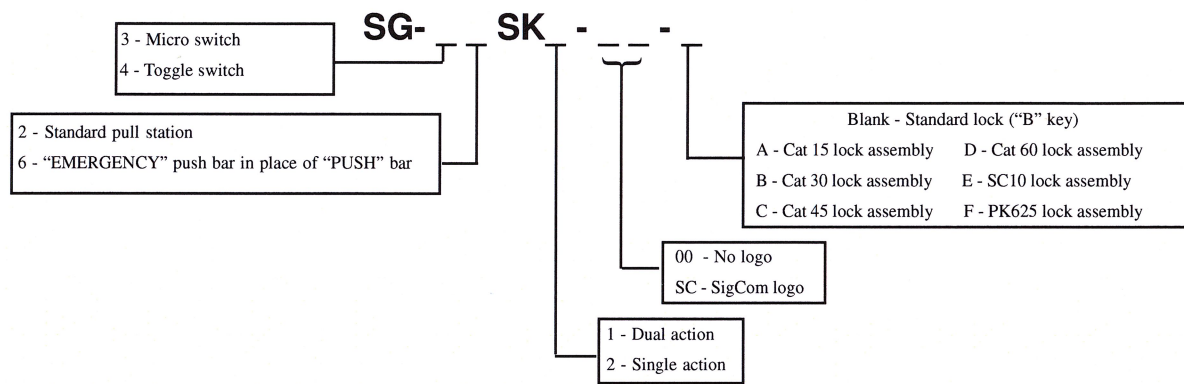 SG-_ _ SK_ - _ _ - _
3 - Micro switch
4 - Toggle switch
2 - Standard pull station
6 - “EMERGENCY” push bar in place of “PUSH” bar
Blank - Standard lock (“B” key)
A - Cat 15 lock assembly D - Cat 60 lock assembly
B - Cat 30 lock assembly E - SC10 lock assembly
C - Cat 45 lock assembly F - PK625 lock assembly
00 - No logo
SC - SigCom logo
1 - Dual action
2 - Single action